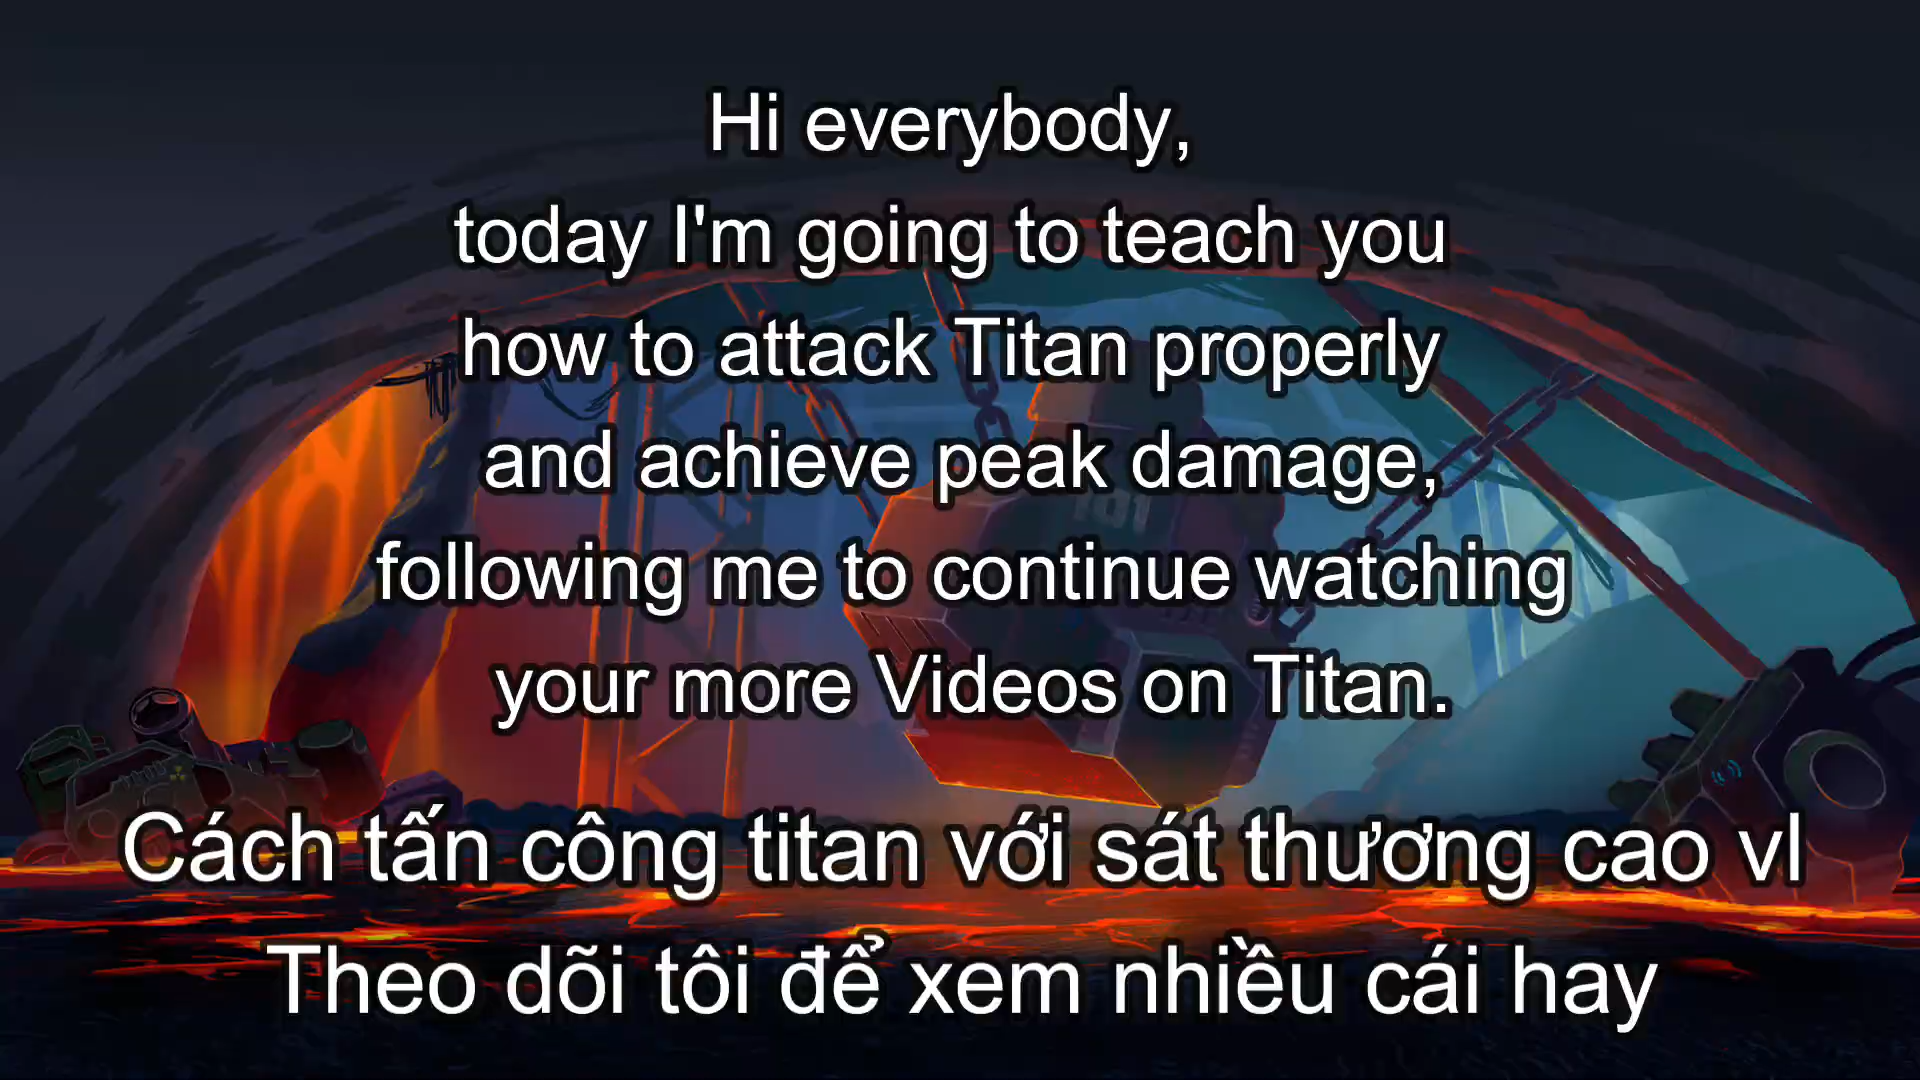 Hi everybody,
today I'm going to teach you
how to attack Titan properly
and achieve peak damage,
following me to continue watching
your more Videos on Titan.
101
Cách tấn công titan với sát thương cao vl
Theo dõi tôi để xem nhiều cái hay